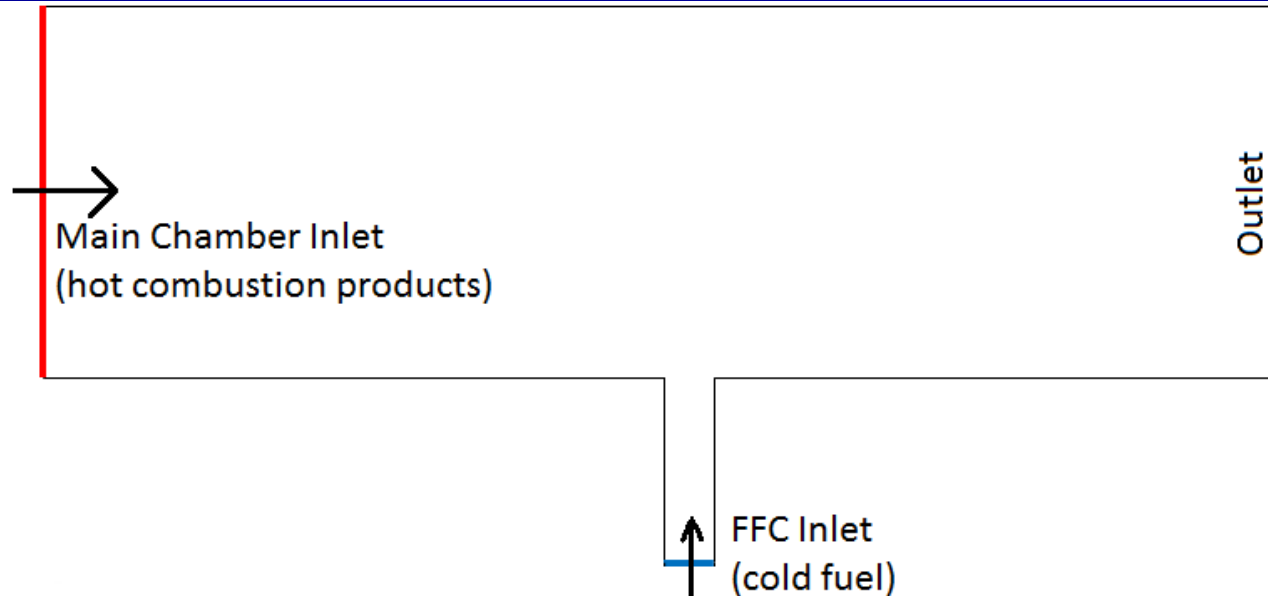 Main Chamber Inlet
(hot combustion products)
Outlet
FFC Inlet
(cold fuel)